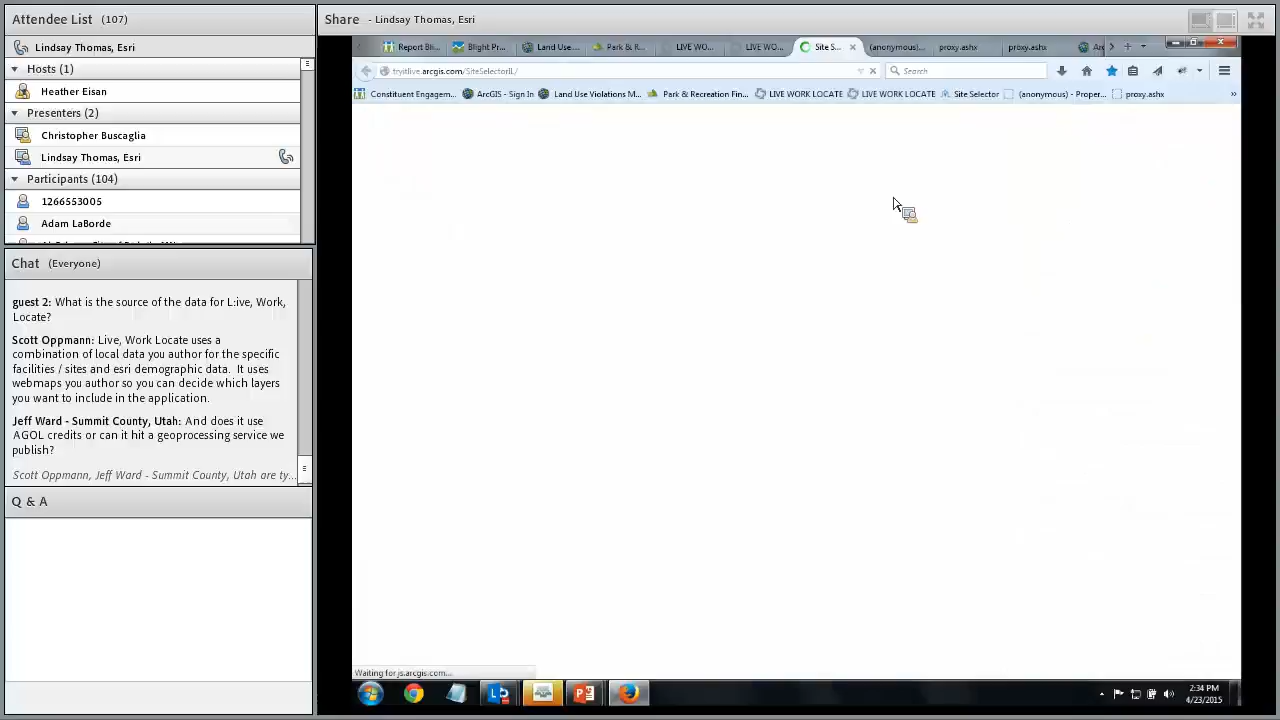 Attendee List (107)
Lindsay Thomas, Esri
Hosts (1)
Heather Eisan
Presenters (2)
Christopher Buscaglia
Lindsay Thomas, Esri
Participants (104)
1266553005
Adam LaBorde
Chat (Everyone)
guest 2: What is the source of the data for L:ive, Work,
Locate?
Scott Oppmann: Live, Work Locate uses a
combination of local data you author for the specific
facilities / sites and esri demographic data. It uses
webmaps you author so you can decide which layers
you want to include in the application.
Jeff Ward - Summit County, Utah: And does it use
AGOL credits or can it hit a geoprocessing service we
publish?
Scott Oppmann, Jeff Ward - Summit County, Utah are ty...
Q & A
Share - Lindsay Thomas, Esri
Report Bli... Blight Pr... Land Use... Park & R... LIVE WO... LIVE WO... Site S... (anonymous)... proxy.ashx proxy.ashx
tryitlive.arcgis.com/SiteSelectorIL/ Search
Constituent Engagem... ArcGIS - Sign In Land Use Violations M... Park & Recreation Fin... LIVE WORK LOCATE LIVE WORK LOCATE Site Selector (anonymous) - Proper... proxy.ashx
Waiting for js.arcgis.com...
2:34 PM
4/23/2015